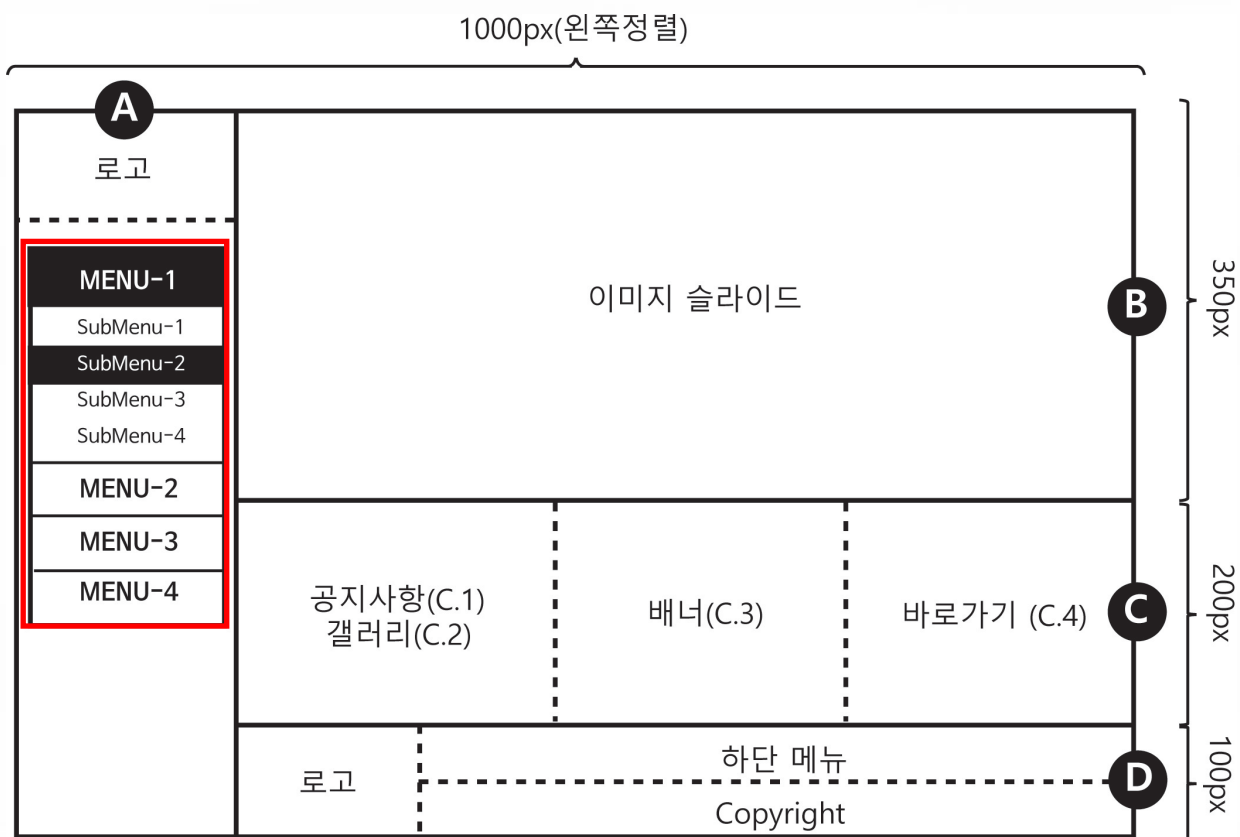 1000px(왼쪽정렬)
A
로고
MENU-1
SubMenu-1
SubMenu-2
SubMenu-3
SubMenu-4
MENU-2
MENU-3
MENU-4
이미지 슬라이드
B
350px
공지사항(C.1)
갤러리(C.2)
배너(C.3)
바로가기 (C.4)
C
200px
로고
하단 메뉴
Copyright
D
100px